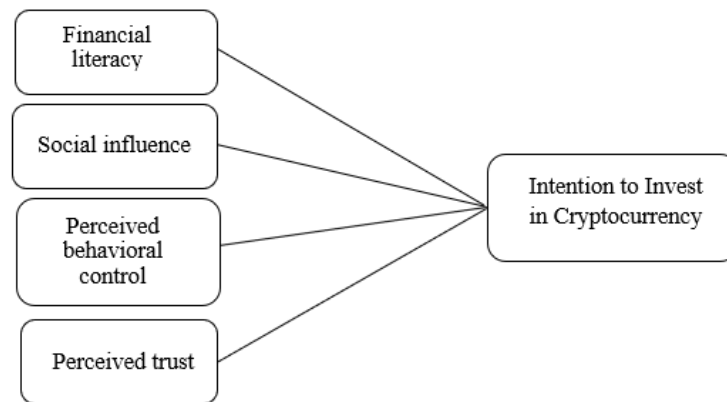 Financial
literacy
Social influence
Perceived
behavioral
control
Perceived trust
Intention to Invest
in Cryptocurrency